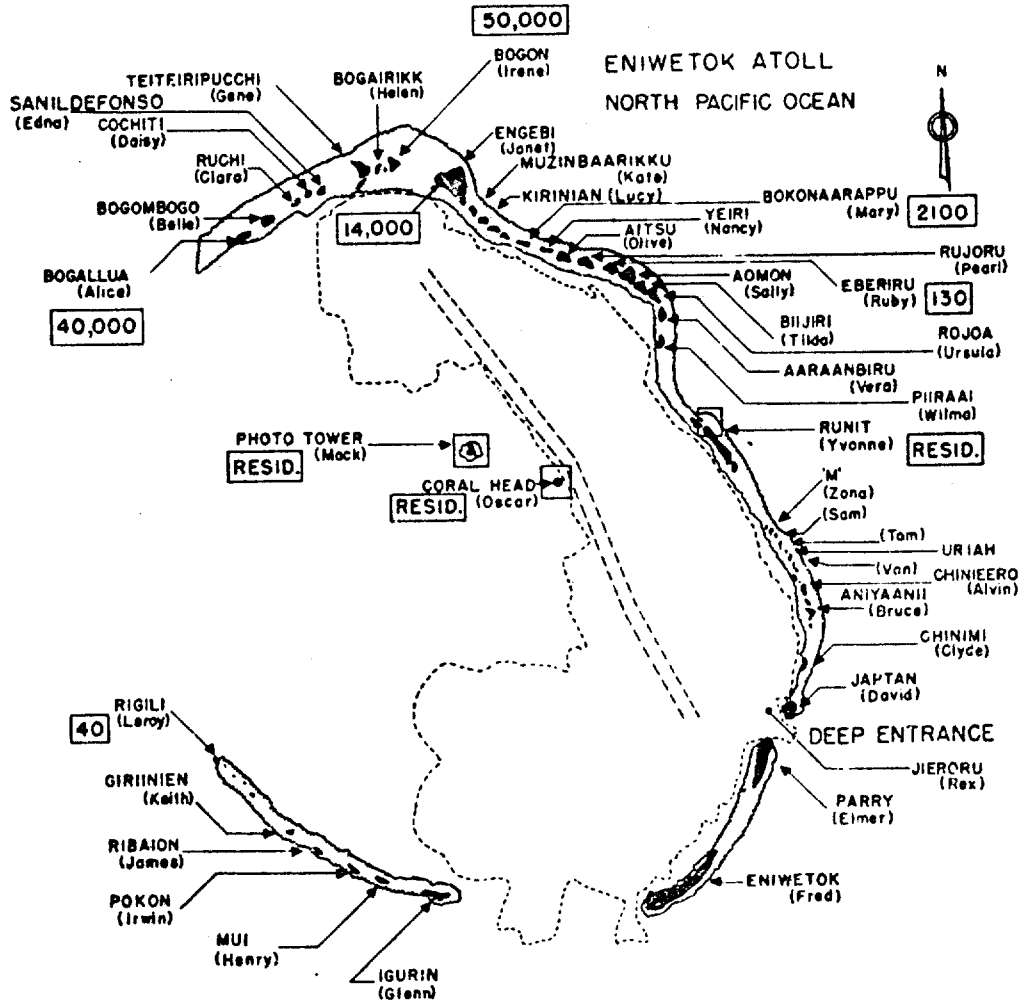 50,000
ENIWETOK ATOLL
NORTH PACIFIC OCEAN
N
BOGON
(Irene)
BOGAIRIKK
(Helen)
TEITEIRIPUCCHI
(Gene)
SANILDEFONSO
(Edna)
COCHITI
(Daisy)
RUCHI
(Clara)
BOGOMBOGO
(Belle)
BOGALLUA
(Alice)
40,000
14,000
ENGEBI
(Janet)
MUZINBAARIKKU
(Kate)
KIRINIAN (Lucy)
BOKONAARAPPU
(Mary)
2100
YEIRI
(Nancy)
AITSU
(Olive)
RUJORU
(Pearl)
AOMON
(Sally)
EBERIRU
(Ruby)
130
BIIJIRI
(Tilda)
ROJOA
(Ursula)
AARAANBIRU
(Vera)
PIIRAAI
(Wilma)
RUNIT
(Yvonne)
RESID.
PHOTO TOWER
(Mack)
RESID.
CORAL HEAD
(Oscar)
RESID.
'M'
(Zona)
(Sam)
(Tom)
URIAH
(Van)
CHINIEERO
(Alvin)
ANIYAANII
(Bruce)
CHINIMI
(Clyde)
JAPTAN
(David)
DEEP ENTRANCE
JIERORU
(Rex)
PARRY
(Elmer)
ENIWETOK
(Fred)
RIGILI
(Leroy)
40
GIRIINIEN
(Keith)
RIBAION
(James)
POKON
(Irwin)
MUI
(Henry)
IGURIN
(Glenn)